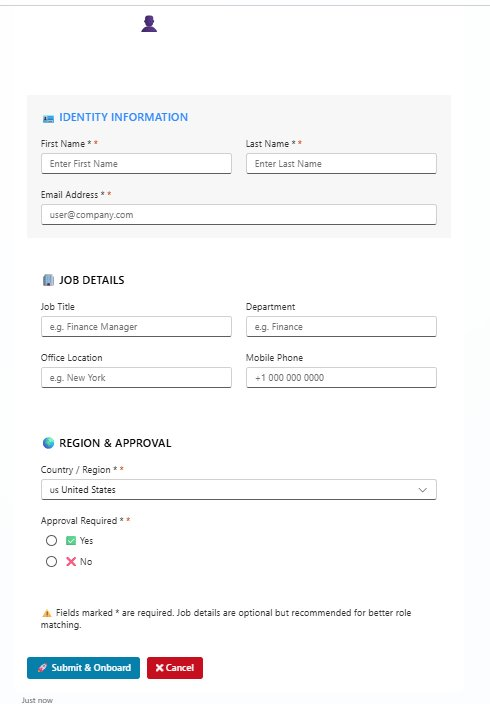 IDENTITY INFORMATION
First Name * *
Last Name * *
Enter First Name
Enter Last Name
Email Address * *
user@company.com
JOB DETAILS
Job Title
Department
e.g. Finance Manager
e.g. Finance
Office Location
Mobile Phone
e.g. New York
+1 000 000 0000
REGION & APPROVAL
Country / Region * *
us United States
Approval Required * *
Yes
No
Fields marked * are required. Job details are optional but recommended for better role
matching.
Submit & Onboard
Cancel
Just now